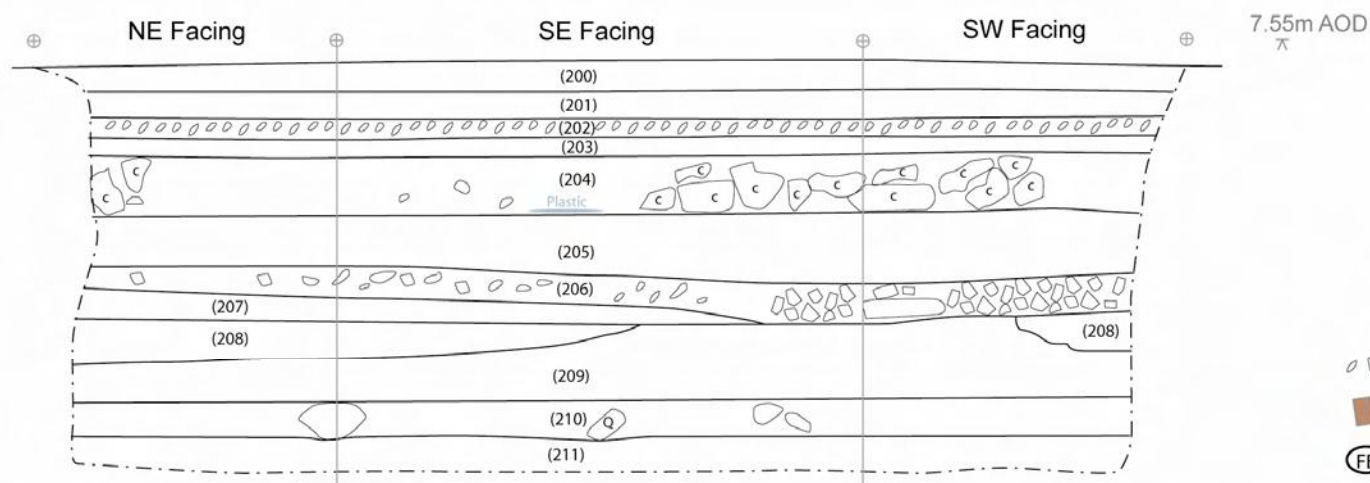 NE Facing SE Facing SW Facing 7.55m AOD
(200)
(201)
(202)
(203)
(204)
C C C C C C C C C C C C C
Plastic
(205)
(206)
(207)
(208) (208)
(209)
(210) Q
(211)